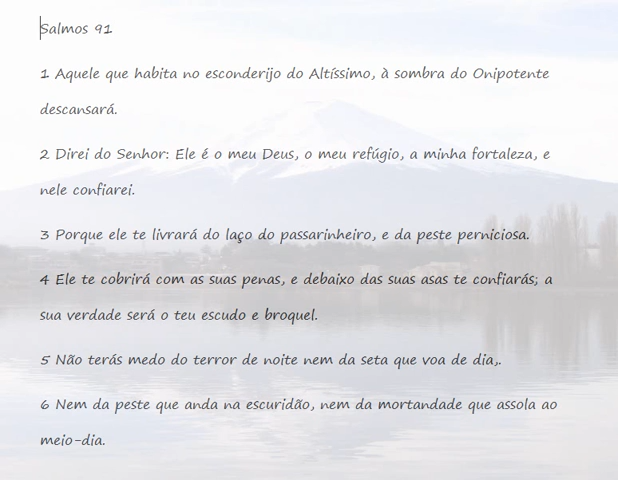 Salmos 91
1 Aquele que habita no esconderijo do Altíssimo, à sombra do Onipotente
descansará.
2 Direi do Senhor: Ele é o meu Deus, o meu refúgio, a minha fortaleza, e
nele confiarei.
3 Porque ele te livrará do laço do passarinheiro, e da peste perniciosa.
4 Ele te cobrirá com as suas penas, e debaixo das suas asas te confiarás; a
sua verdade será o teu escudo e broquel.
5 Não terás medo do terror de noite nem da seta que voa de dia,.
6 Nem da peste que anda na escuridão, nem da mortandade que assola ao
meio-dia.